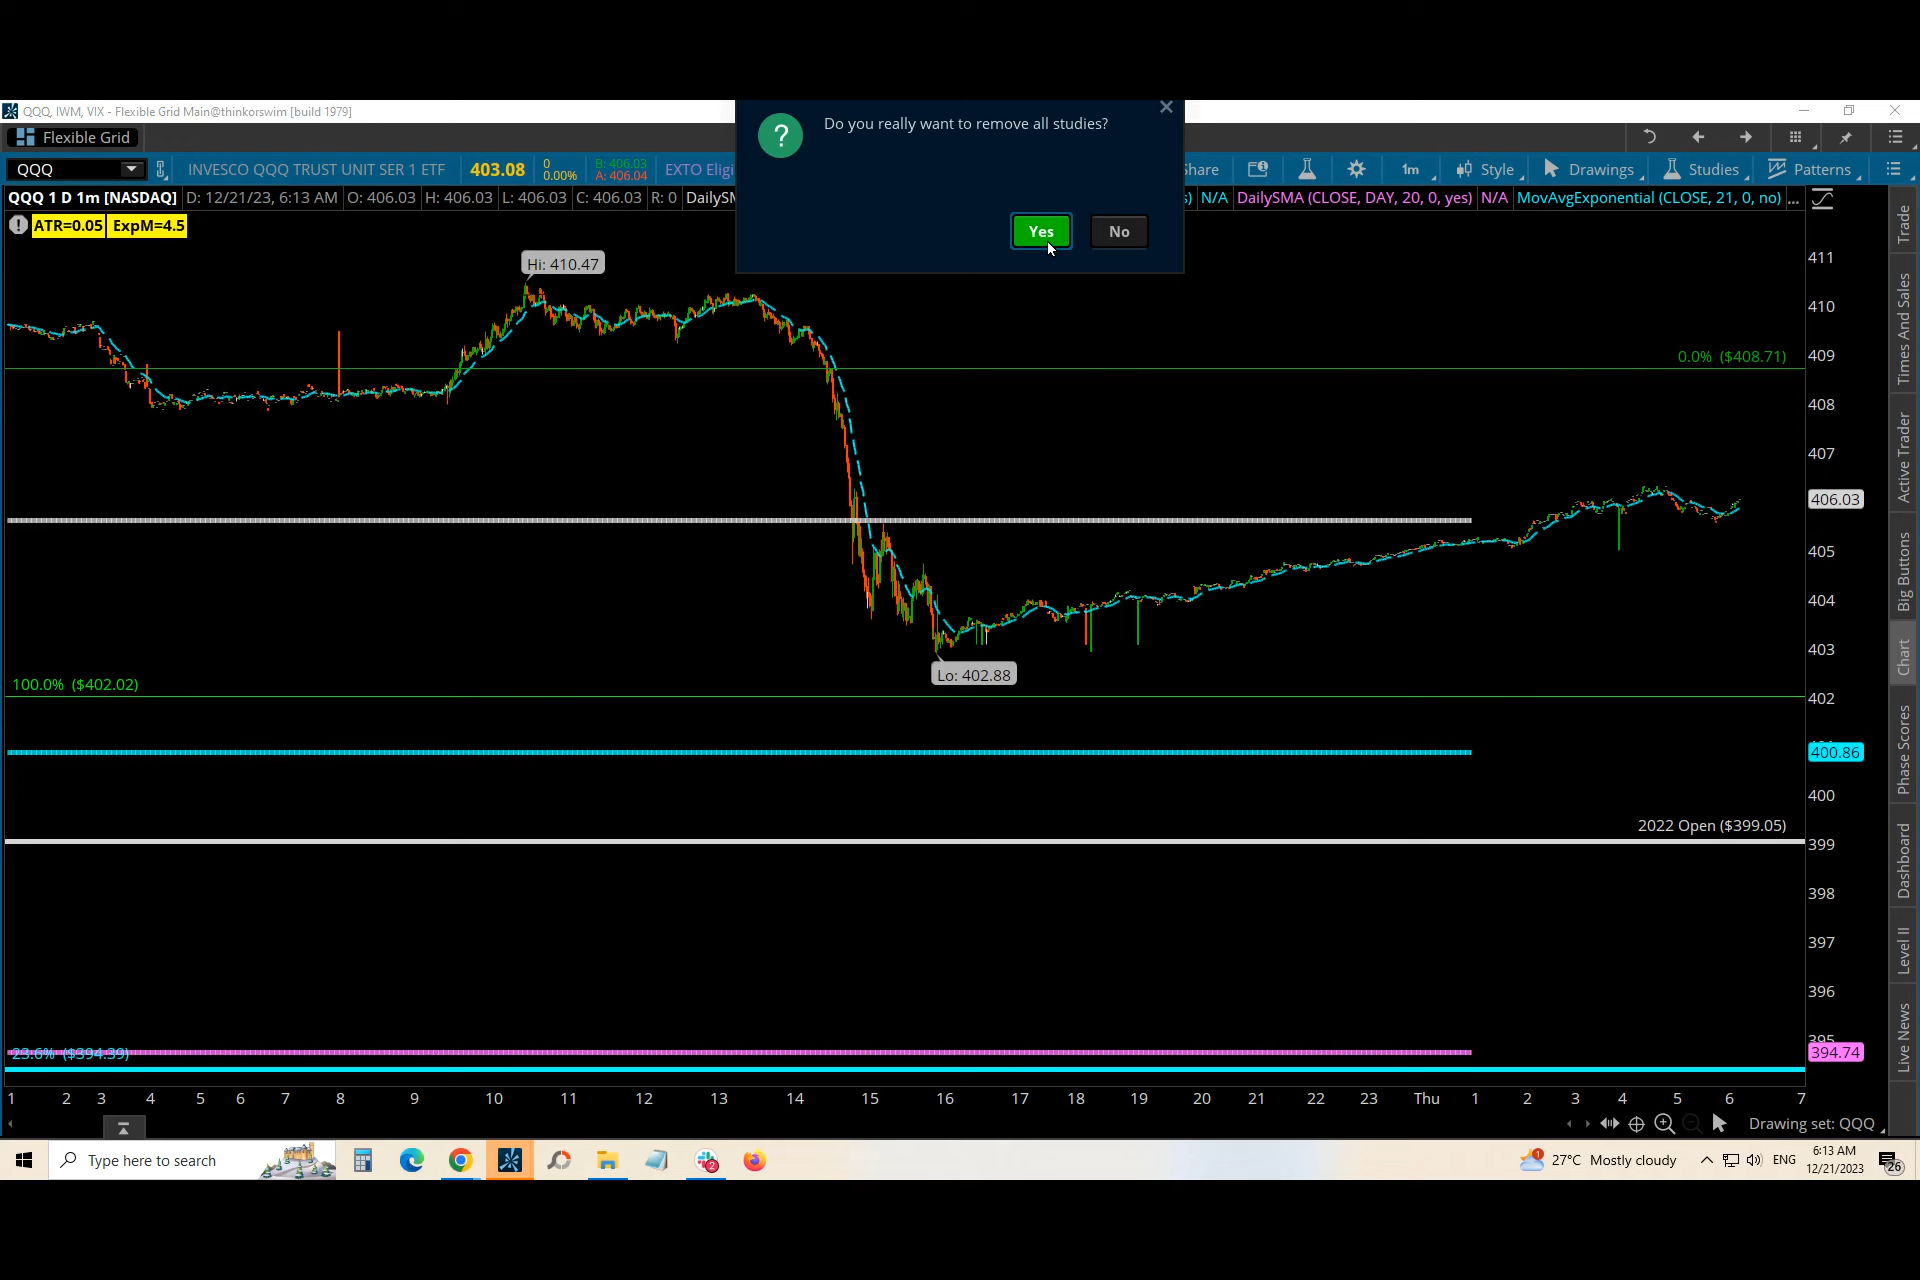 QQQ, IWM, VIX - Flexible Grid Main@thinkorswim [build 1979]
Flexible Grid
Do you really want to remove all studies?
Yes
No
QQQ
INVESCO QQQ TRUST UNIT SER 1 ETF
403.08
0
0.00%
B: 406.03
A: 406.04
EXTO Eligi
Share
1m
Style
Drawings
Studies
Patterns
QQQ 1 D 1m [NASDAQ]
D: 12/21/23, 6:13 AM
O: 406.03
H: 406.03
L: 406.03
C: 406.03
R: 0
DailySM
s)
N/A
DailySMA (CLOSE, DAY, 20, 0, yes)
N/A
MovAvgExponential (CLOSE, 21, 0, no)
...
ATR=0.05
ExpM=4.5
Hi: 410.47
0.0% ($408.71)
Lo: 402.88
100.0% ($402.02)
2022 Open ($399.05)
23.6% ($394.39)
411
410
409
408
407
406.03
405
404
403
402
400.86
400
399
398
397
396
395
394.74
Trade
Times And Sales
Active Trader
Big Buttons
Chart
Phase Scores
Dashboard
Level II
Live News
1 2 3 4 5 6 7 8 9 10 11 12 13 14 15 16 17 18 19 20 21 22 23 Thu 1 2 3 4 5 6 7
Drawing set: QQQ
Type here to search
2
1
27°C Mostly cloudy
ENG
6:13 AM
12/21/2023
26